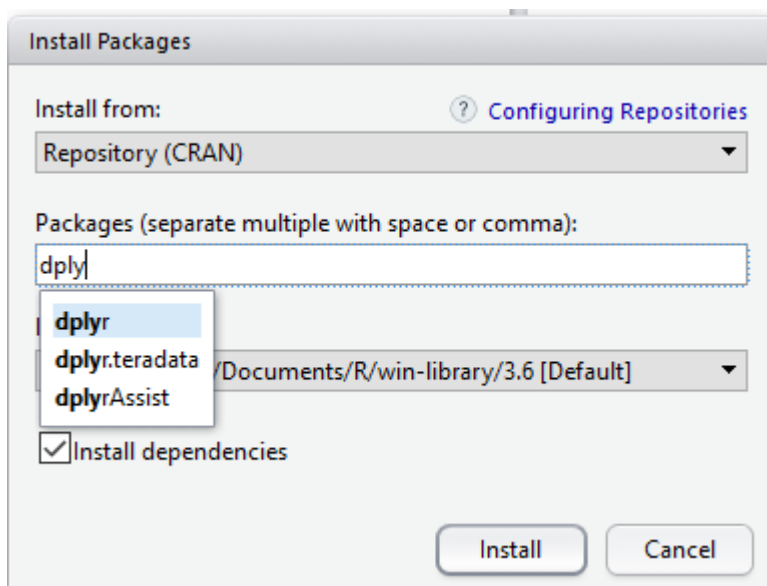 Install Packages
Install from:
? Configuring Repositories
Repository (CRAN)
Packages (separate multiple with space or comma):
dply
dplyr
dplyr.teradata
dplyrAssist
/Documents/R/win-library/3.6 [Default]
Install dependencies
Install
Cancel